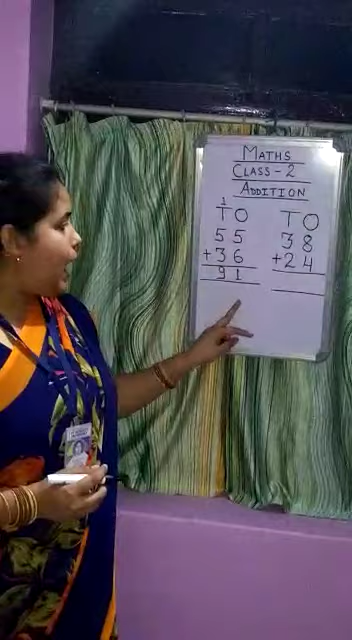 MATHS
CLASS-2
ADDITION
1
T O
5 5
+3 6
9 1
T O
3 8
+2 4